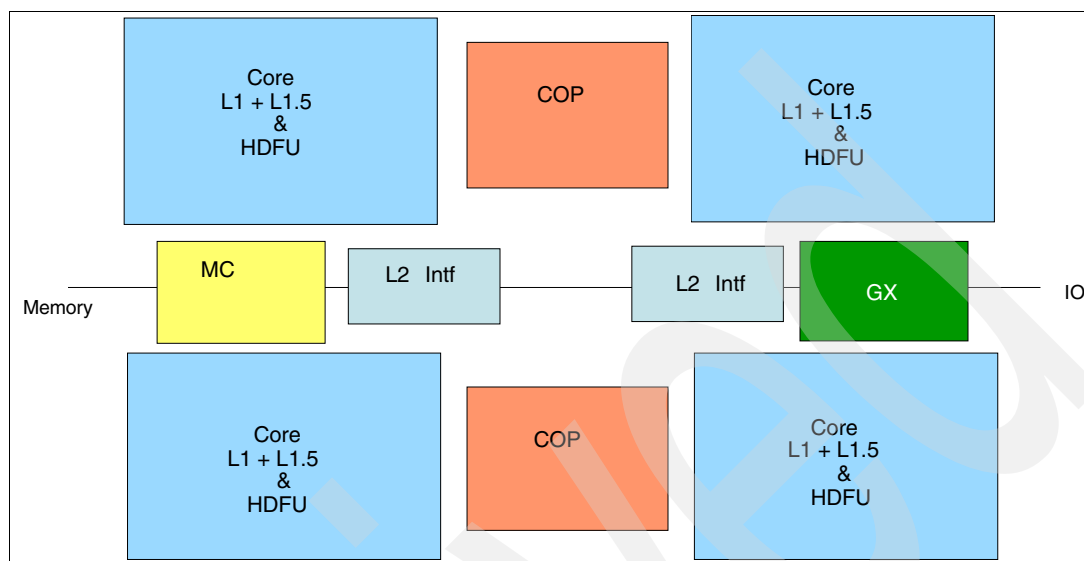 Core
L1 + L1.5
&
HDFU
COP
Core
L1 + L1.5
&
HDFU
Memory
MC
L2 Intf
L2 Intf
GX
IO
Core
L1 + L1.5
&
HDFU
COP
Core
L1 + L1.5
&
HDFU